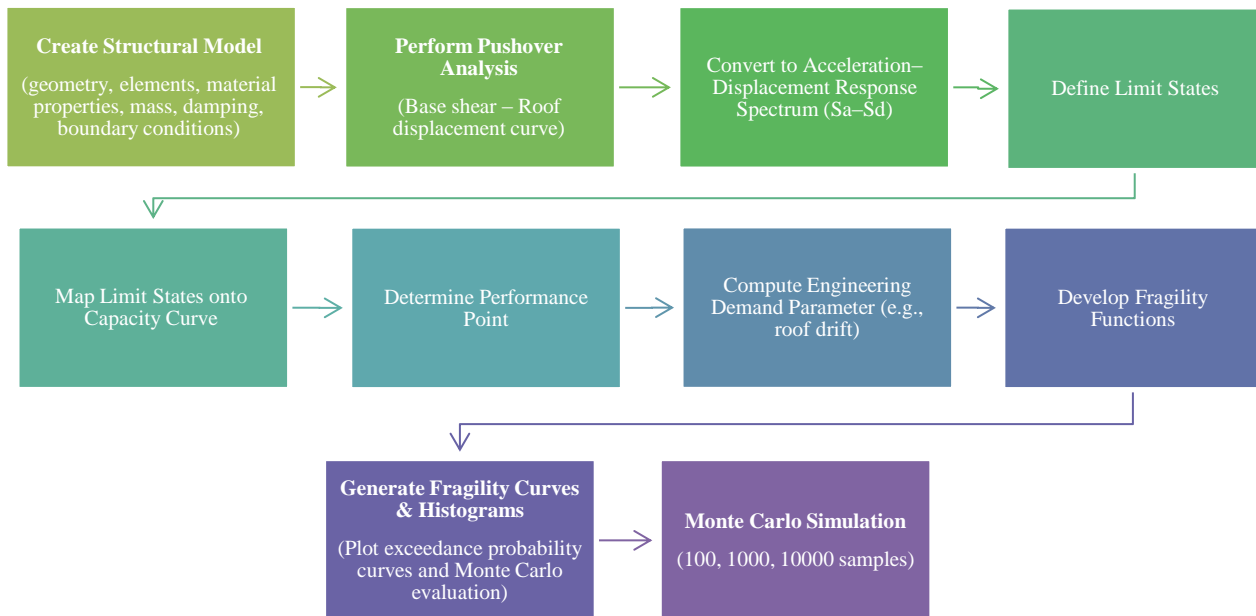 Create Structural Model
(geometry, elements, material
properties, mass, damping,
boundary conditions)
Perform Pushover
Analysis
(Base shear – Roof
displacement curve)
Convert to Acceleration–
Displacement Response
Spectrum (Sa–Sd)
Define Limit States
Map Limit States onto
Capacity Curve
Determine Performance
Point
Compute Engineering
Demand Parameter (e.g.,
roof drift)
Develop Fragility
Functions
Generate Fragility Curves
& Histograms
(Plot exceedance probability
curves and Monte Carlo
evaluation)
Monte Carlo Simulation
(100, 1000, 10000 samples)